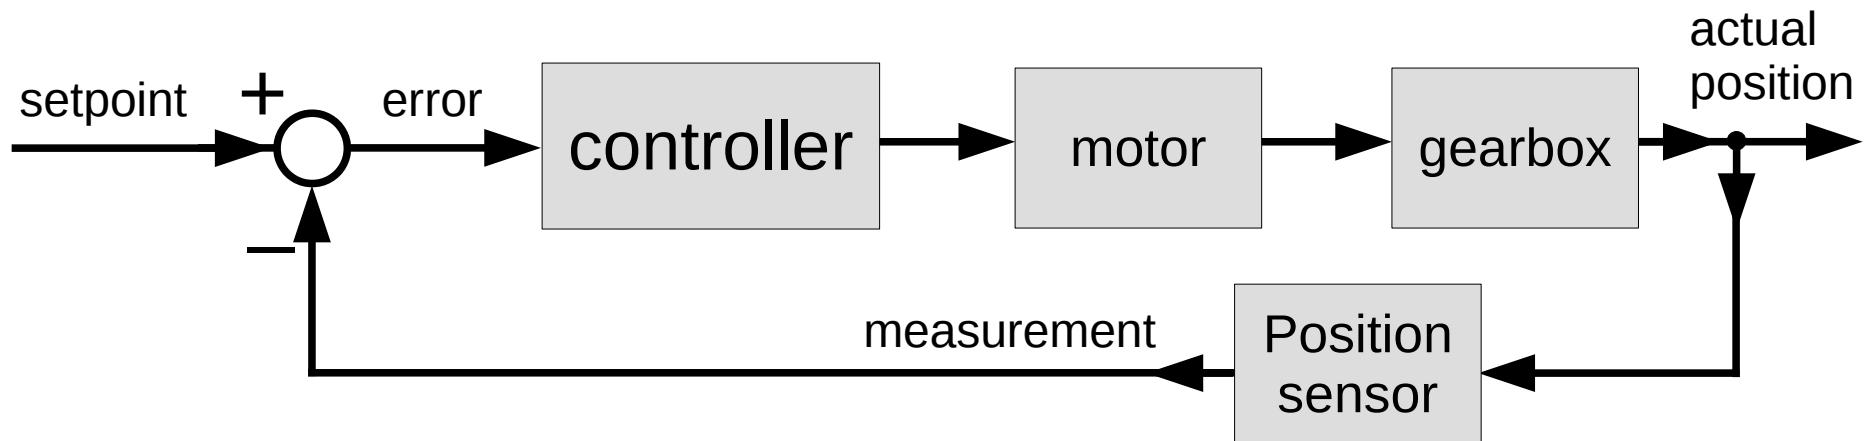 actual
position
setpoint
+
error
controller
motor
gearbox
–
measurement
Position
sensor